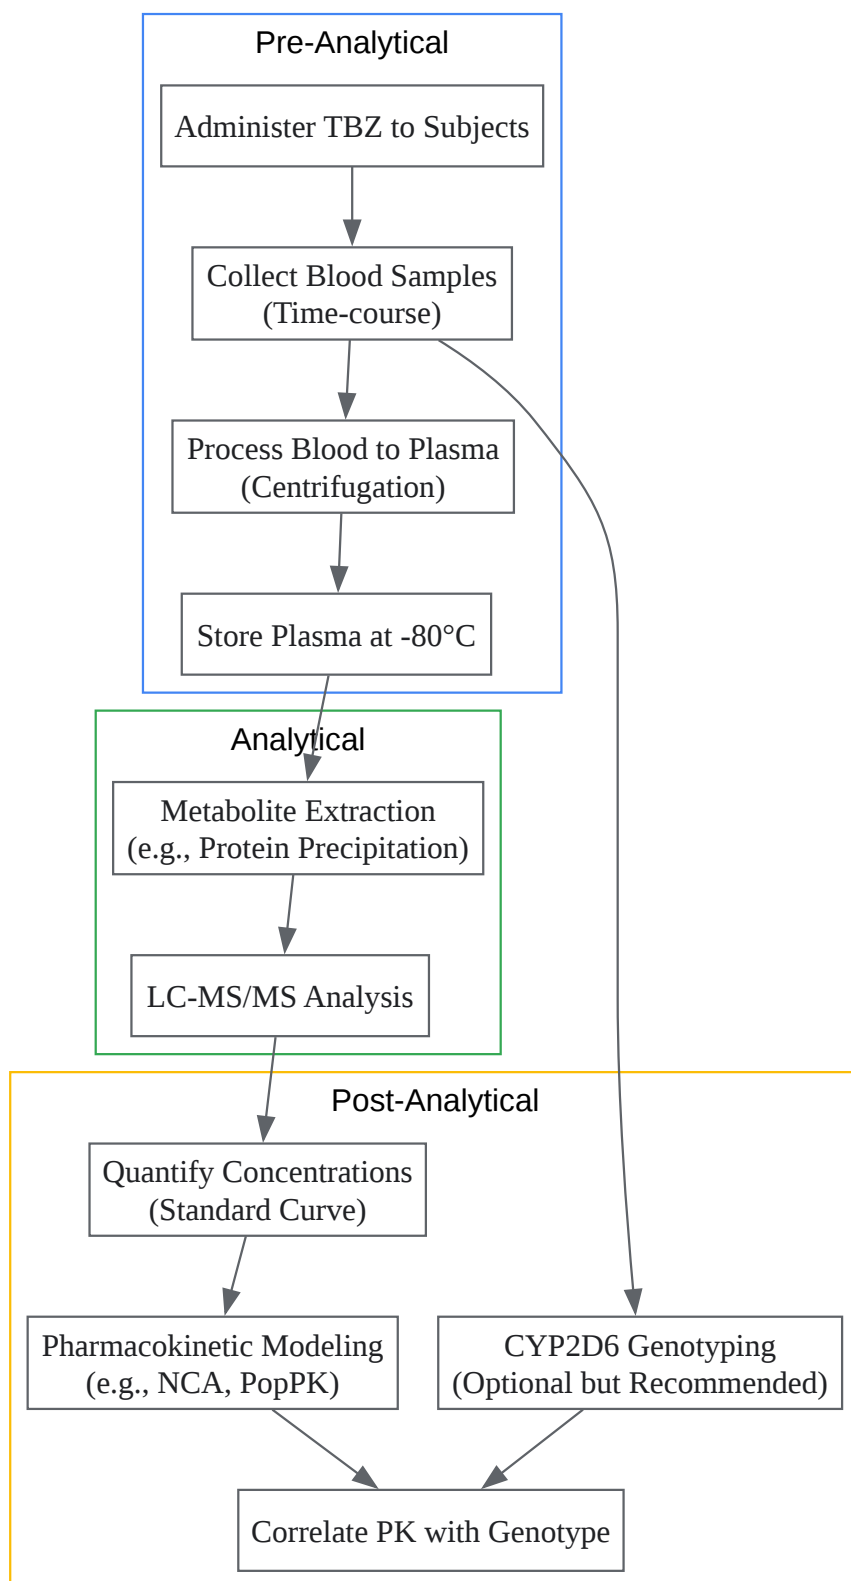 Pre-Analytical
Administer TBZ to Subjects
Collect Blood Samples
(Time-course)
Process Blood to Plasma
(Centrifugation)
Store Plasma at -80°C
Analytical
Metabolite Extraction
(e.g., Protein Precipitation)
LC-MS/MS Analysis
Post-Analytical
Quantify Concentrations
(Standard Curve)
Pharmacokinetic Modeling
(e.g., NCA, PopPK)
CYP2D6 Genotyping
(Optional but Recommended)
Correlate PK with Genotype